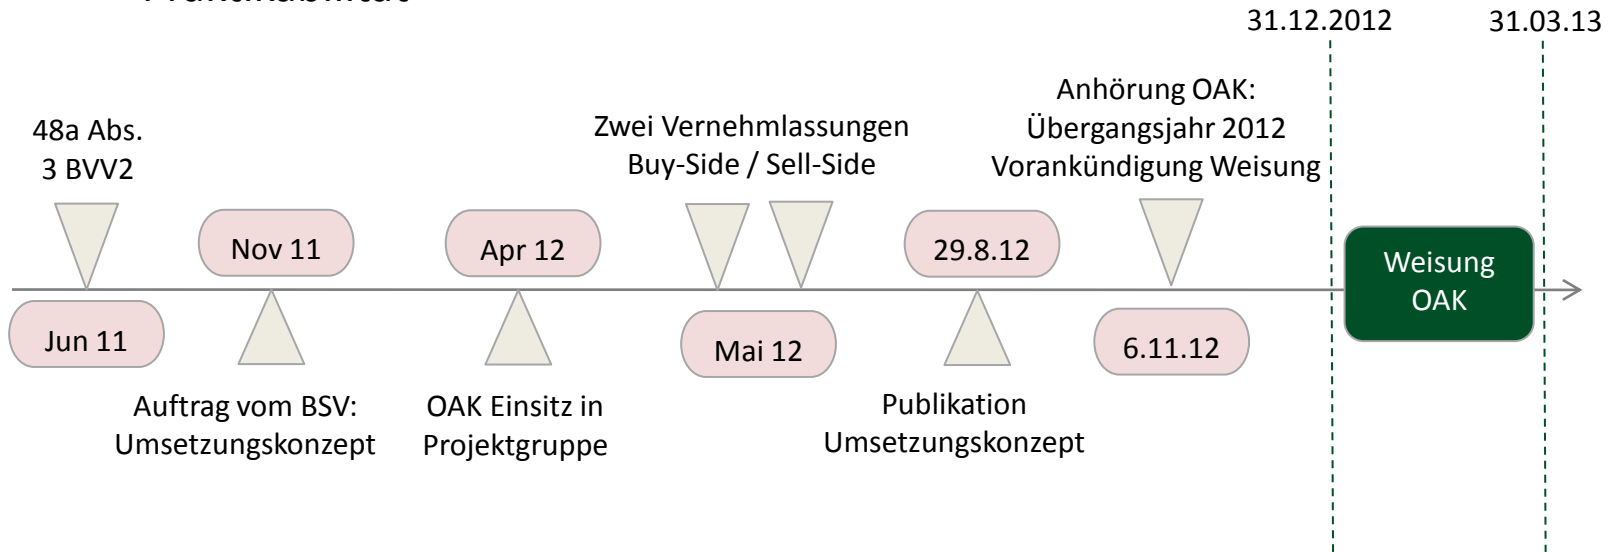 31.12.2012
31.03.13
48a Abs.
3 BVV2
Zwei Vernehmlassungen
Buy-Side / Sell-Side
Anhörung OAK:
Übergangsjahr 2012
Vorankündigung Weisung
Nov 11
Apr 12
29.8.12
Weisung
OAK
Jun 11
Mai 12
6.11.12
Auftrag vom BSV:
Umsetzungskonzept
OAK Einsitz in
Projektgruppe
Publikation
Umsetzungskonzept